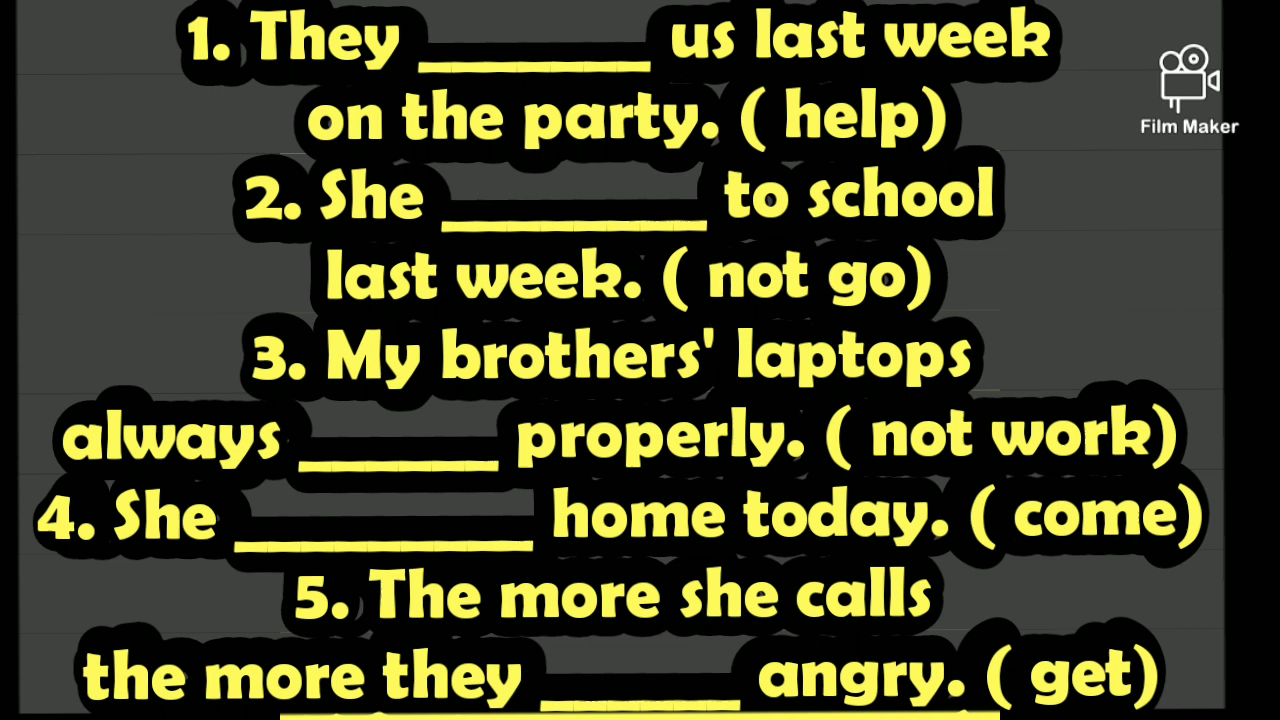 1. They _______ us last week
on the party. ( help)
Film Maker
2. She ________ to school
last week. ( not go)
3. My brothers' laptops
always ______ properly. ( not work)
4. She _________ home today. ( come)
5. The more she calls
the more they ______ angry. ( get)